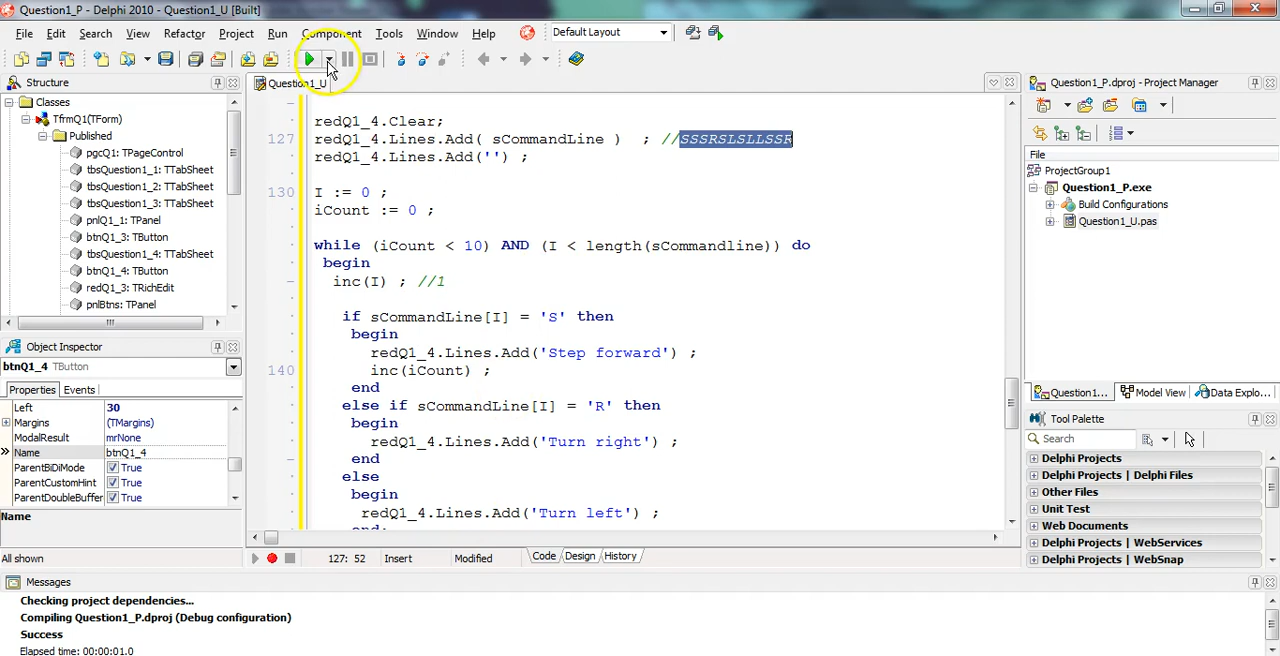 Question1_P - Delphi 2010 - Question1_U [Built]
File Edit Search View Refactor Project Run Component Tools Window Help Default Layout
Structure
Classes
TfrmQ1(TForm)
Published
pgcQ1: TPageControl
tbsQuestion1_1: TTabSheet
tbsQuestion1_2: TTabSheet
tbsQuestion1_3: TTabSheet
pnlQ1_1: TPanel
btnQ1_3: TButton
tbsQuestion1_4: TTabSheet
btnQ1_4: TButton
redQ1_3: TRichEdit
pnlBtns: TPanel
Object Inspector
btnQ1_4 TButton
Properties Events
Left 30
Margins (TMargins)
ModalResult mrNone
Name btnQ1_4
ParentBiDiMode True
ParentCustomHint True
ParentDoubleBuffer True
Name
All shown
Question1_U
redQ1_4.Clear;
127 redQ1_4.Lines.Add( sCommandLine ) ; //SSSRSLSLLSSR
redQ1_4.Lines.Add('') ;
130 I := 0 ;
iCount := 0 ;
while (iCount < 10) AND (I < length(sCommandline)) do
begin
inc(I) ; //1
if sCommandLine[I] = 'S' then
begin
redQ1_4.Lines.Add('Step forward') ;
140 inc(iCount) ;
end
else if sCommandLine[I] = 'R' then
begin
redQ1_4.Lines.Add('Turn right') ;
end
else
begin
redQ1_4.Lines.Add('Turn left') ;
end;
127: 52 Insert Modified Code Design History
Question1_P.dproj - Project Manager
File
ProjectGroup1
Question1_P.exe
Build Configurations
Question1_U.pas
Question1... Model View Data Explo...
Tool Palette
Search
Delphi Projects
Delphi Projects | Delphi Files
Other Files
Unit Test
Web Documents
Delphi Projects | WebServices
Delphi Projects | WebSnap
Messages
Checking project dependencies...
Compiling Question1_P.dproj (Debug configuration)
Success
Elapsed time: 00:00:01.0